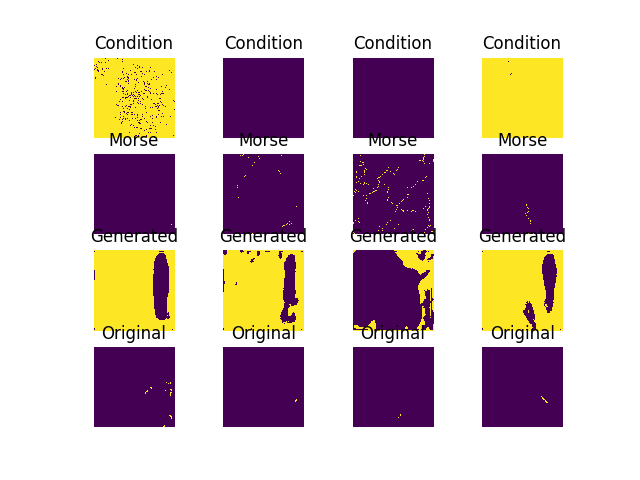 Condition Condition Condition Condition
Morse Morse Morse Morse
Generated Generated Generated Generated
Original Original Original Original